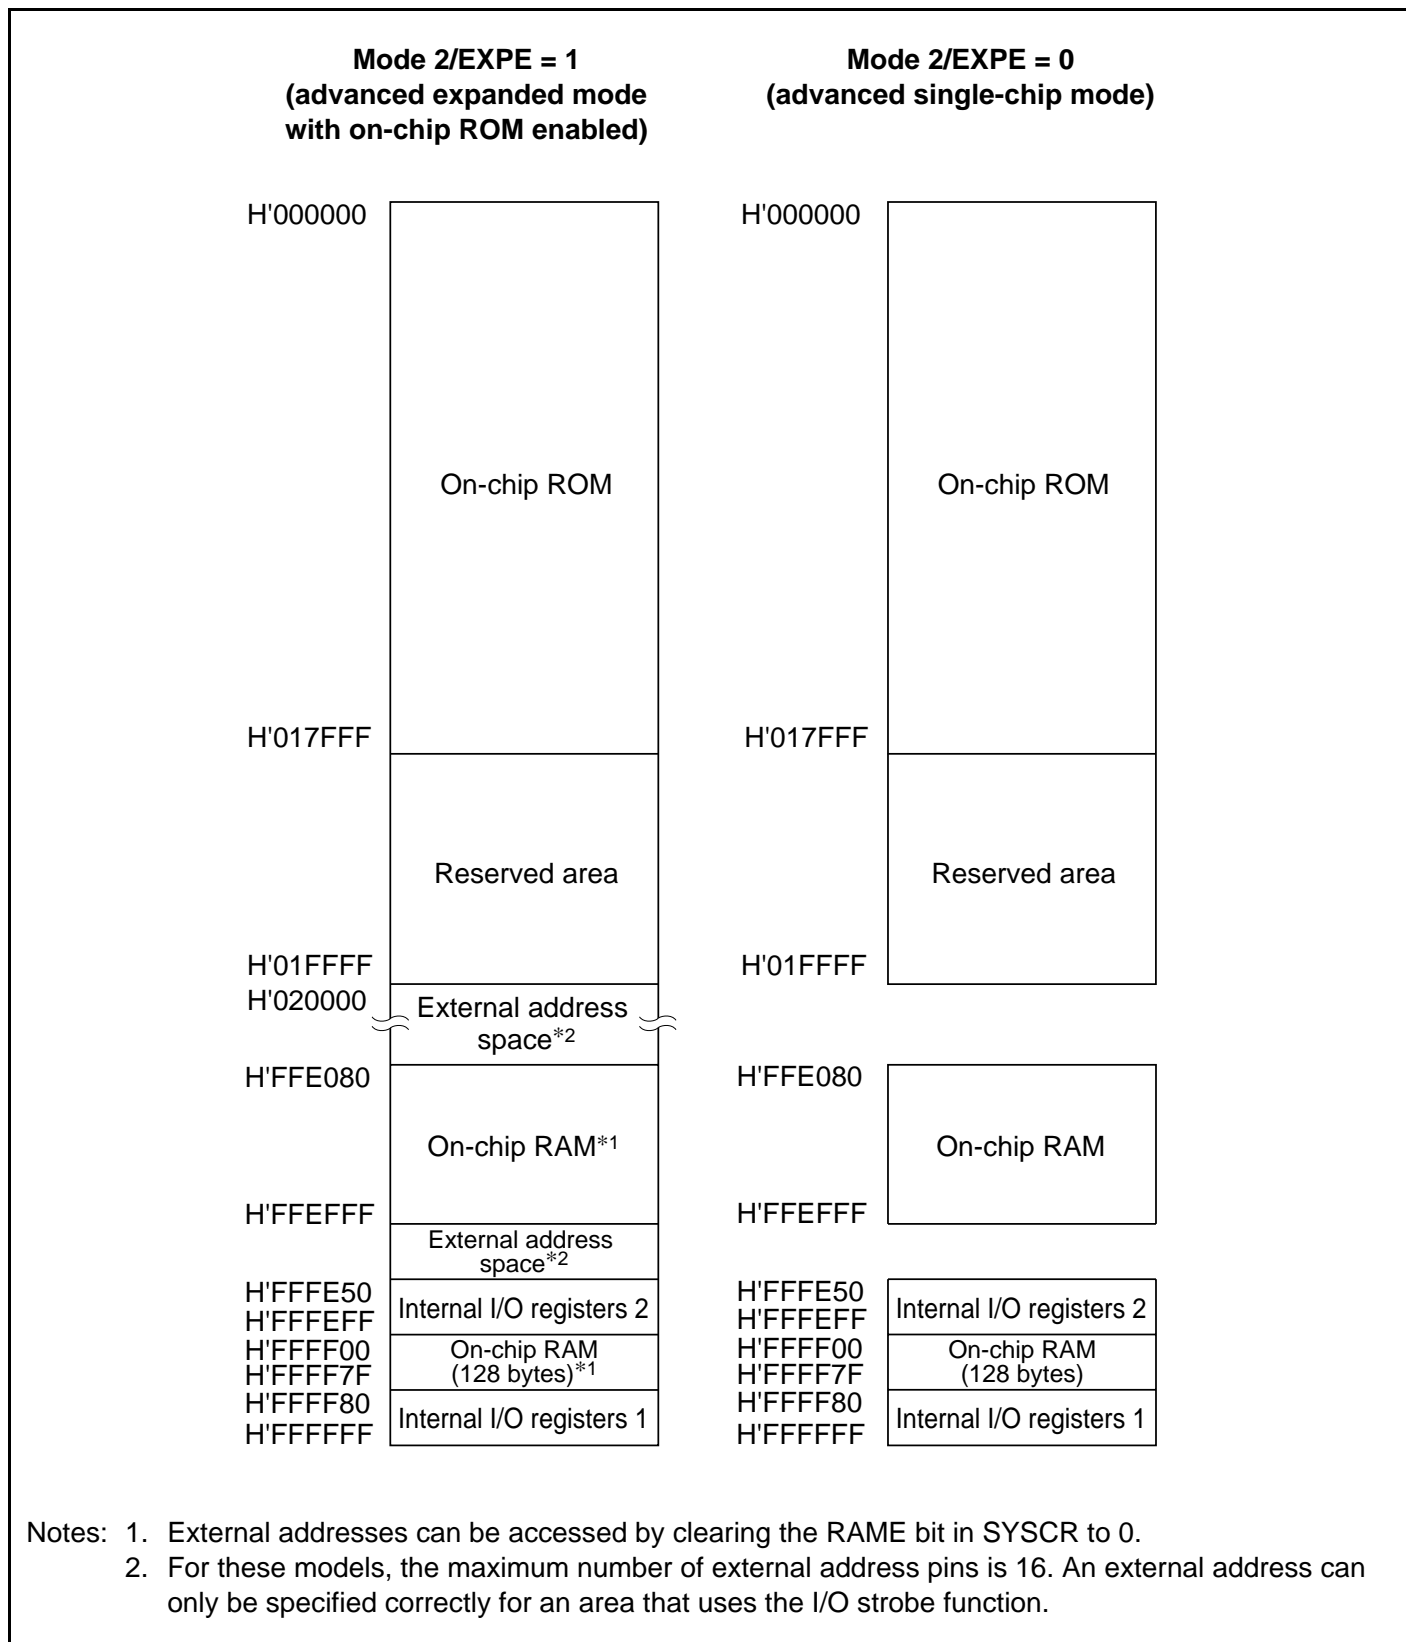 Mode 2/EXPE = 1
(advanced expanded mode
with on-chip ROM enabled)
H'000000
On-chip ROM
H'017FFF
Reserved area
H'01FFFF
H'020000
External address
space*2
H'FFE080
On-chip RAM*1
H'FFEFFF
External address
space*2
H'FFFE50
Internal I/O registers 2
H'FFFEFF
H'FFFF00
On-chip RAM
(128 bytes)*1
H'FFFF7F
H'FFFF80
Internal I/O registers 1
H'FFFFFF
Mode 2/EXPE = 0
(advanced single-chip mode)
H'000000
On-chip ROM
H'017FFF
Reserved area
H'01FFFF
H'FFE080
On-chip RAM
H'FFEFFF
H'FFFE50
Internal I/O registers 2
H'FFFEFF
H'FFFF00
On-chip RAM
(128 bytes)
H'FFFF7F
H'FFFF80
Internal I/O registers 1
H'FFFFFF
Notes: 1. External addresses can be accessed by clearing the RAME bit in SYSCR to 0.
2. For these models, the maximum number of external address pins is 16. An external address can
only be specified correctly for an area that uses the I/O strobe function.